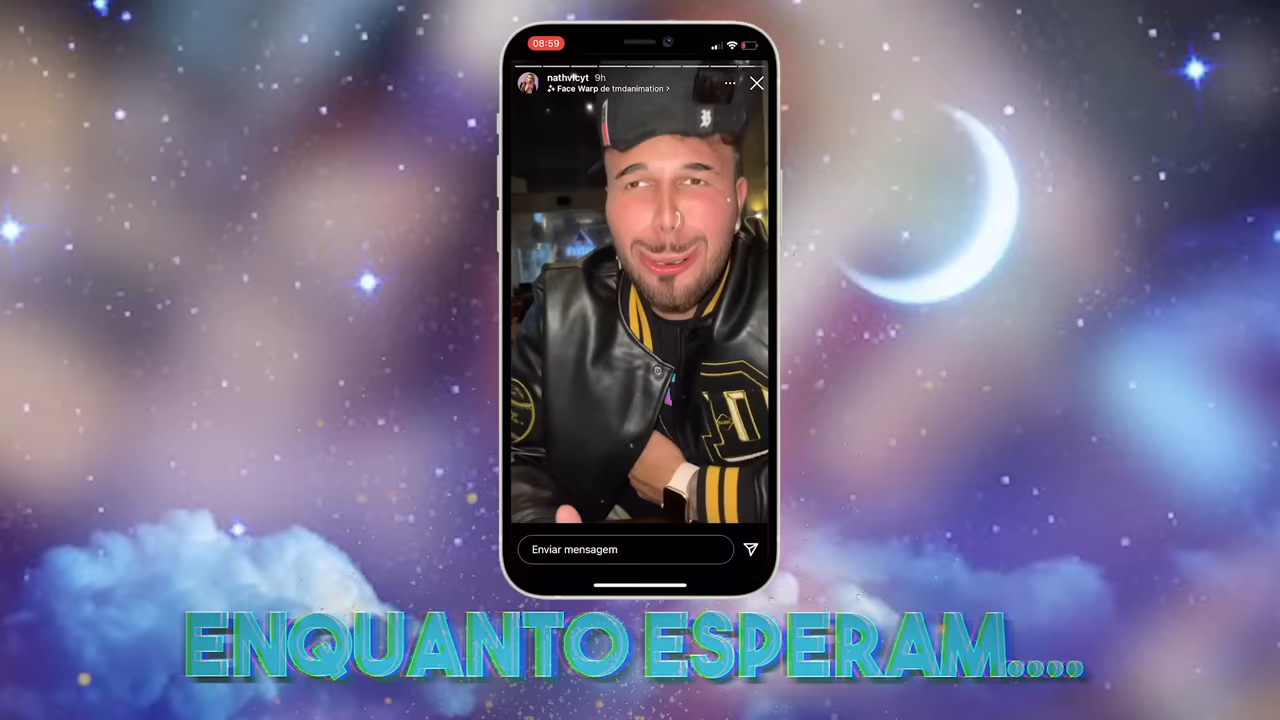 08:59
nathvicyt 9h
Face Warp de tmdanimation >
Enviar mensagem
ENQUANTO ESPERAM....